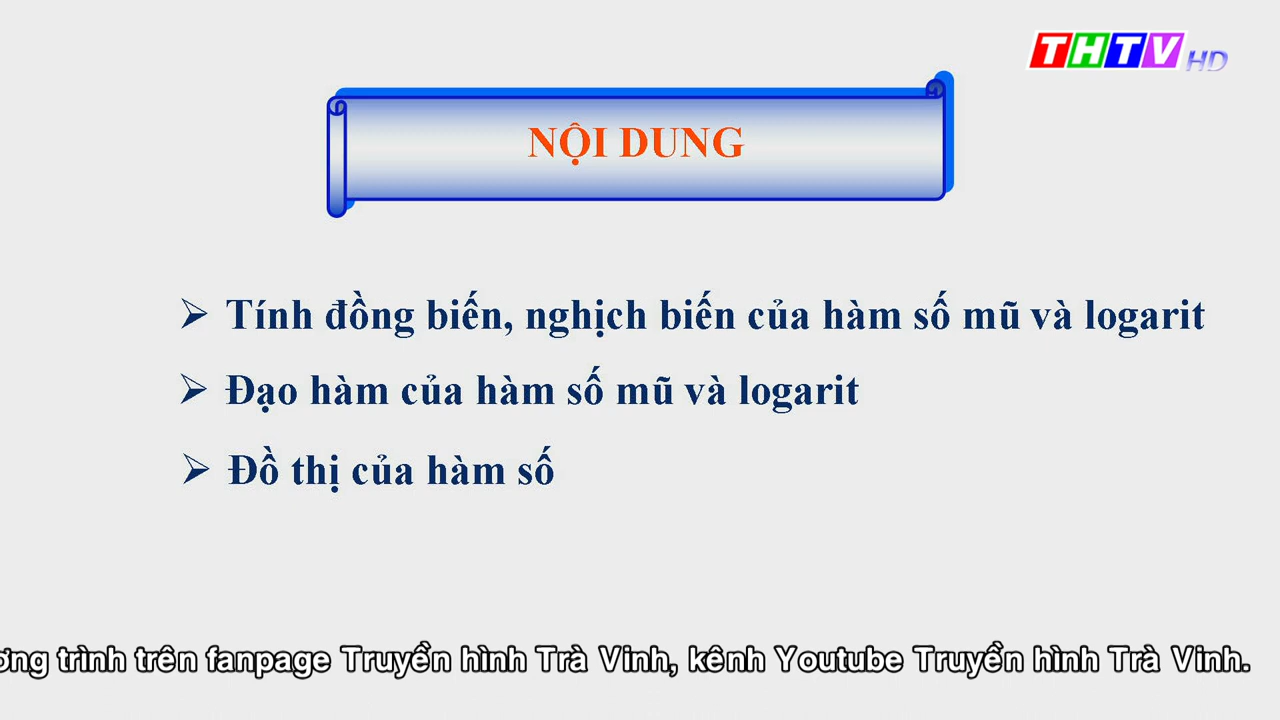 THTV HD
NỘI DUNG
Tính đồng biến, nghịch biến của hàm số mũ và logarit
Đạo hàm của hàm số mũ và logarit
Đồ thị của hàm số
ơng trình trên fanpage Truyền hình Trà Vinh, kênh Youtube Truyền hình Trà Vinh.